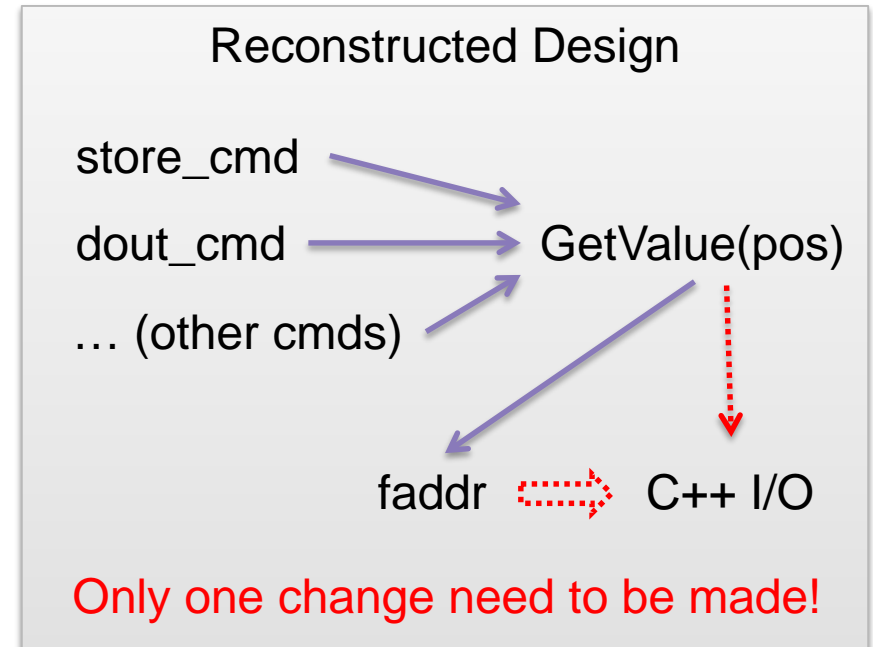 Reconstructed Design
store_cmd
dout_cmd
GetValue(pos)
… (other cmds)
faddr
C++ I/O
Only one change need to be made!